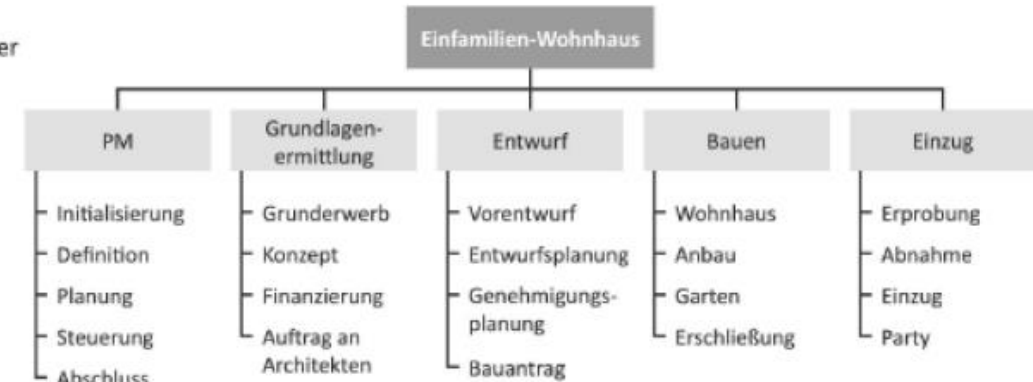 er
Einfamilien-Wohnhaus
PM
Grundlagen-
ermittlung
Entwurf
Bauen
Einzug
Initialisierung
Definition
Planung
Steuerung
Abschluss
Grunderwerb
Konzept
Finanzierung
Auftrag an
Architekten
Vorentwurf
Entwurfsplanung
Genehmigungs-
planung
Bauantrag
Wohnhaus
Anbau
Garten
Erschließung
Erprobung
Abnahme
Einzug
Party